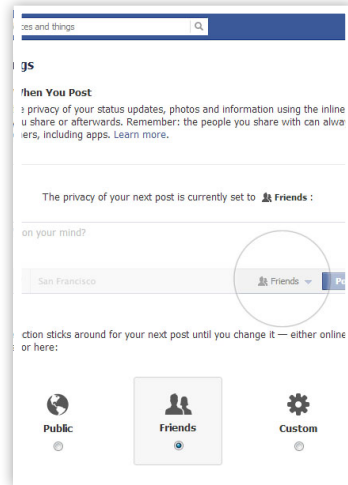 ces and things
gs
When You Post
e privacy of your status updates, photos and information using the inline
u share or afterwards. Remember: the people you share with can alwa
ers, including apps. Learn more.
The privacy of your next post is currently set to Friends :
on your mind?
San Francisco Friends Po
ction sticks around for your next post until you change it — either online
or here:
Public Friends Custom